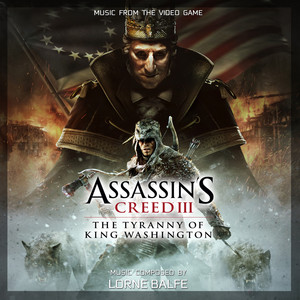 MUSIC FROM THE VIDEO GAME
ASSASSIN'S
CREED III
THE TYRANNY OF
KING WASHINGTON
MUSIC COMPOSED BY
LORNE BALFE